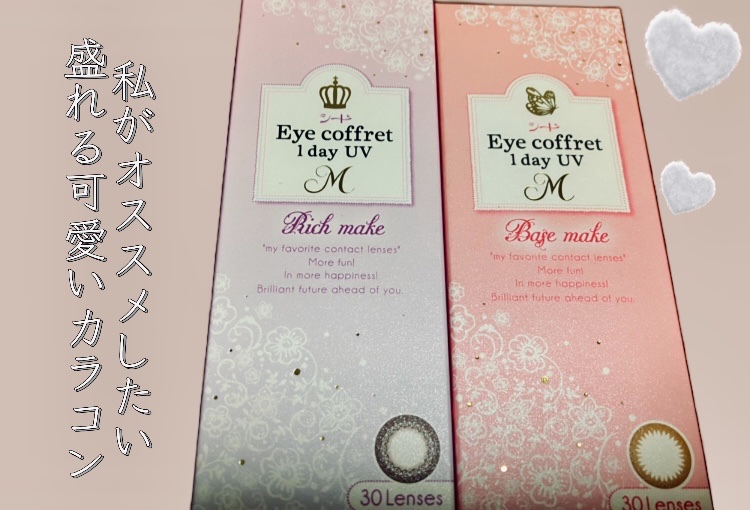 私がオススメしたい
盛れる可愛いカラコン
シード
Eye coffret
1 day UV
M
Rich make
"my favorite contact lenses"
More fun!
In more happiness!
Brilliant future ahead of you.
30 Lenses
シード
Eye coffret
1 day UV
M
Base make
"my favorite contact lenses"
More fun!
In more happiness!
Brilliant future ahead of you.
30 Lenses